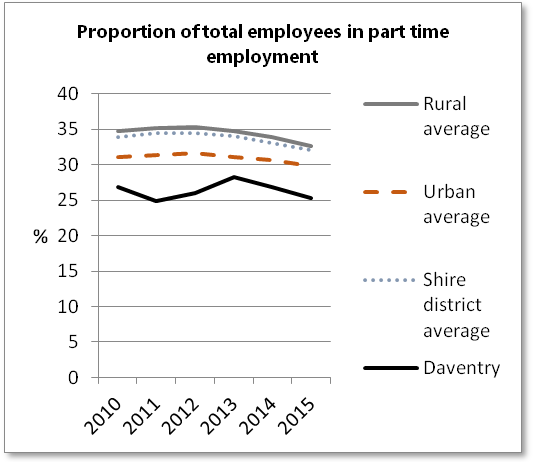 Proportion of total employees in part time
employment
40
35
30
25
20
15
10
5
0
%
2010
2011
2012
2013
2014
2015
Rural
average
Urban
average
Shire
district
average
Daventry